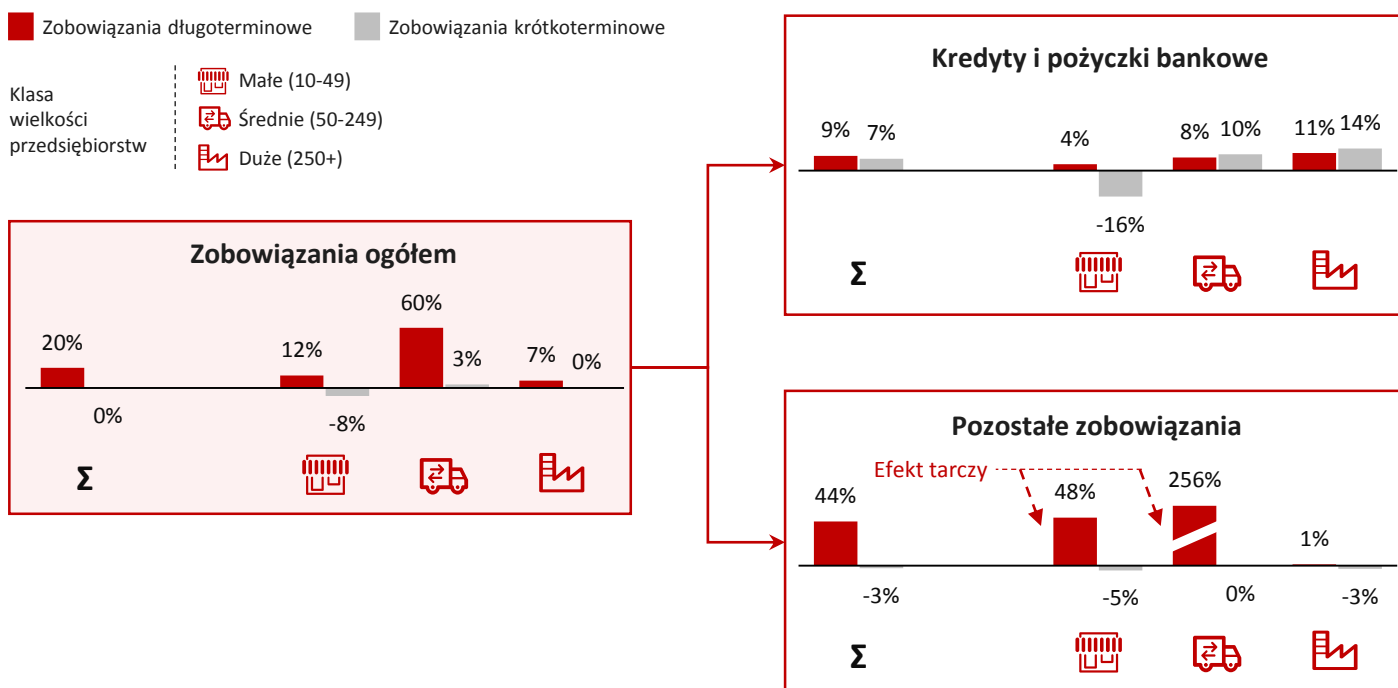 Zobowiązania długoterminowe
Zobowiązania krótkoterminowe
Klasa
wielkości
przedsiębiorstw
Małe (10-49)
Średnie (50-249)
Duże (250+)
Zobowiązania ogółem
20%
0%
12%
-8%
60%
3%
7%
0%
Σ
Kredyty i pożyczki bankowe
9%
7%
4%
-16%
8%
10%
11%
14%
Σ
Pozostałe zobowiązania
Efekt tarczy
44%
-3%
48%
-5%
256%
0%
1%
-3%
Σ